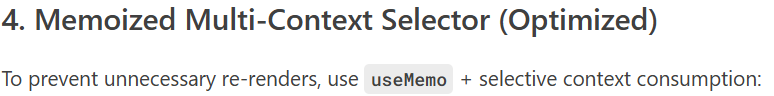 4. Memoized Multi-Context Selector (Optimized)
To prevent unnecessary re-renders, use useMemo + selective context consumption: